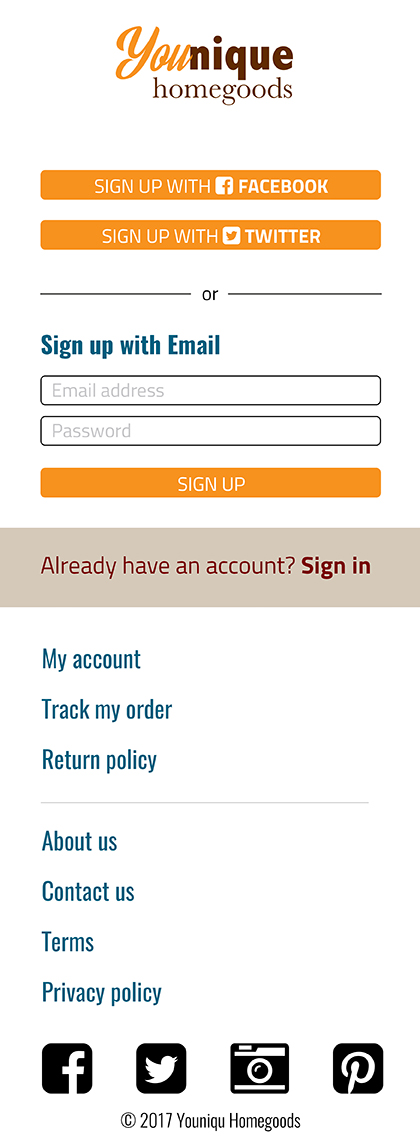 Younique
homegoods
SIGN UP WITH FACEBOOK
SIGN UP WITH TWITTER
or
Sign up with Email
Email address
Password
SIGN UP
Already have an account? Sign in
My account
Track my order
Return policy
About us
Contact us
Terms
Privacy policy
© 2017 Youniqu Homegoods